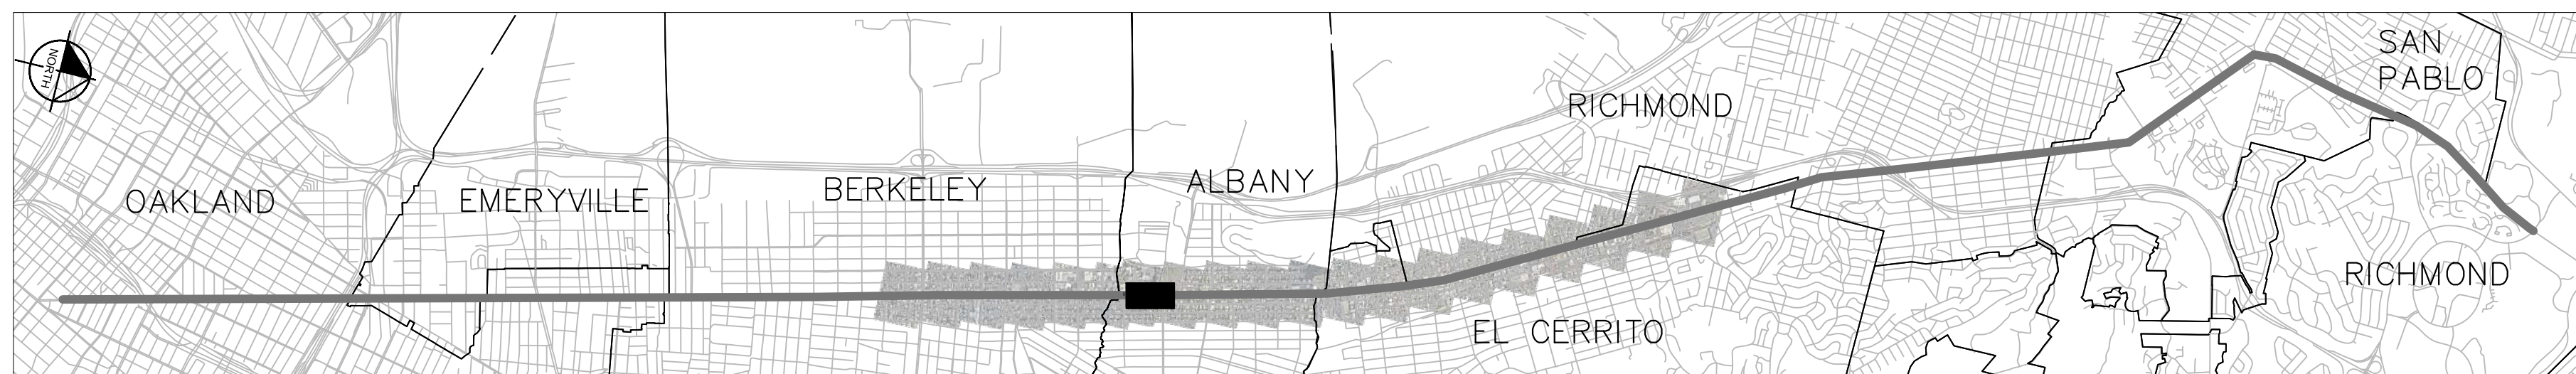 NORTH
OAKLAND
EMERYVILLE
BERKELEY
ALBANY
RICHMOND
EL CERRITO
SAN
PABLO
RICHMOND